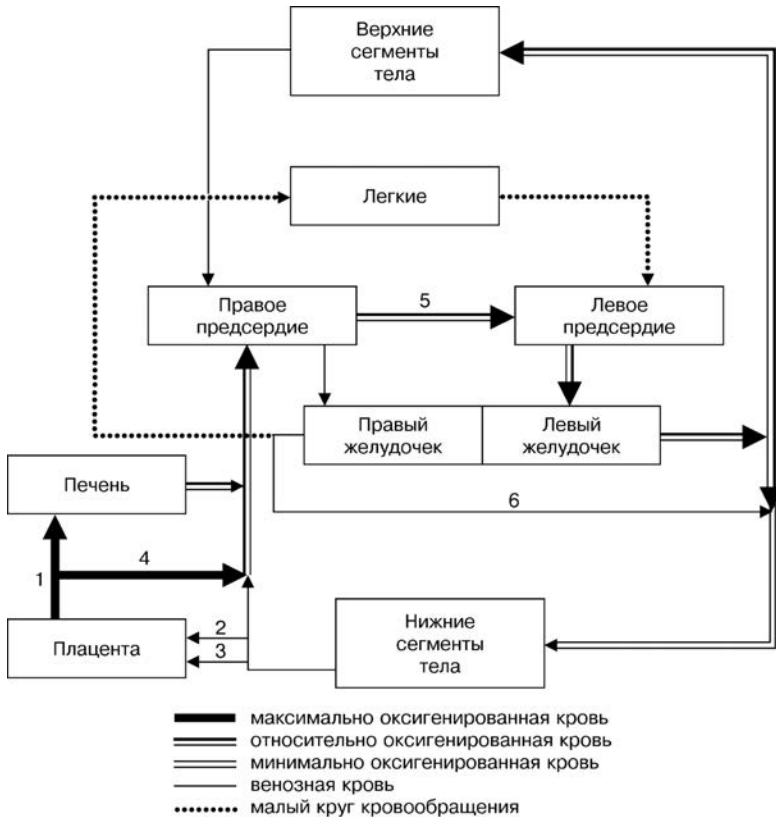 Верхние
сегменты
тела
Легкие
Правое
предсердие
5
Левое
предсердие
Правый
желудочек
Левый
желудочек
Печень
6
4
1
2
3
Плацента
Нижние
сегменты
тела
максимально оксигенированная кровь
относительно оксигенированная кровь
минимально оксигенированная кровь
венозная кровь
малый круг кровообращения